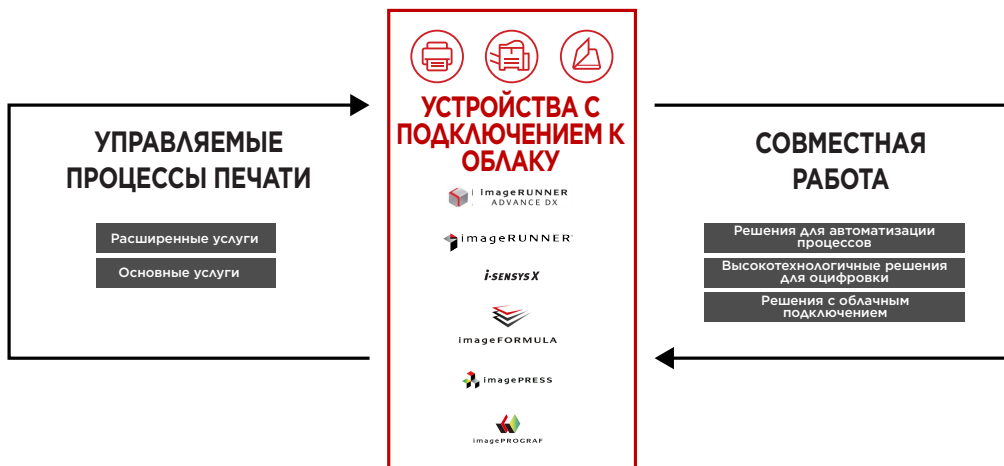 УПРАВЛЯЕМЫЕ
ПРОЦЕССЫ ПЕЧАТИ
Расширенные услуги
Основные услуги
УСТРОЙСТВА С
ПОДКЛЮЧЕНИЕМ К
ОБЛАКУ
imageRUNNER
ADVANCE DX
imageRUNNER
i-SENSYS X
imageFORMULA
imagePRESS
imagePROGRAF
СОВМЕСТНАЯ
РАБОТА
Решения для автоматизации
процессов
Высокотехнологичные решения
для оцифровки
Решения с облачным
подключением